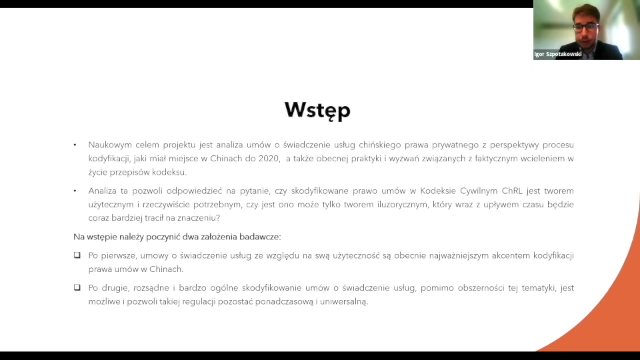 Igor Szpotakowski
Wstęp
• Naukowym celem projektu jest analiza umów o świadczenie usług chińskiego prawa prywatnego z perspektywy procesu
kodyfikacji, jaki miał miejsce w Chinach do 2020, a także obecnej praktyki i wyzwań związanych z faktycznym wcieleniem w
życie przepisów kodeksu.
• Analiza ta pozwoli odpowiedzieć na pytanie, czy skodyfikowane prawo umów w Kodeksie Cywilnym ChRL jest tworem
użytecznym i rzeczywiście potrzebnym, czy jest ono może tylko tworem iluzorycznym, który wraz z upływem czasu będzie
coraz bardziej tracił na znaczeniu?
Na wstępie należy poczynić dwa założenia badawcze:
❑ Po pierwsze, umowy o świadczenie usług ze względu na swą użyteczność są obecnie najważniejszym akcentem kodyfikacji
prawa umów w Chinach.
❑ Po drugie, rozsądne i bardzo ogólne skodyfikowanie umów o świadczenie usług, pomimo obszerności tej tematyki, jest
możliwe i pozwoli takiej regulacji pozostać ponadczasową i uniwersalną.